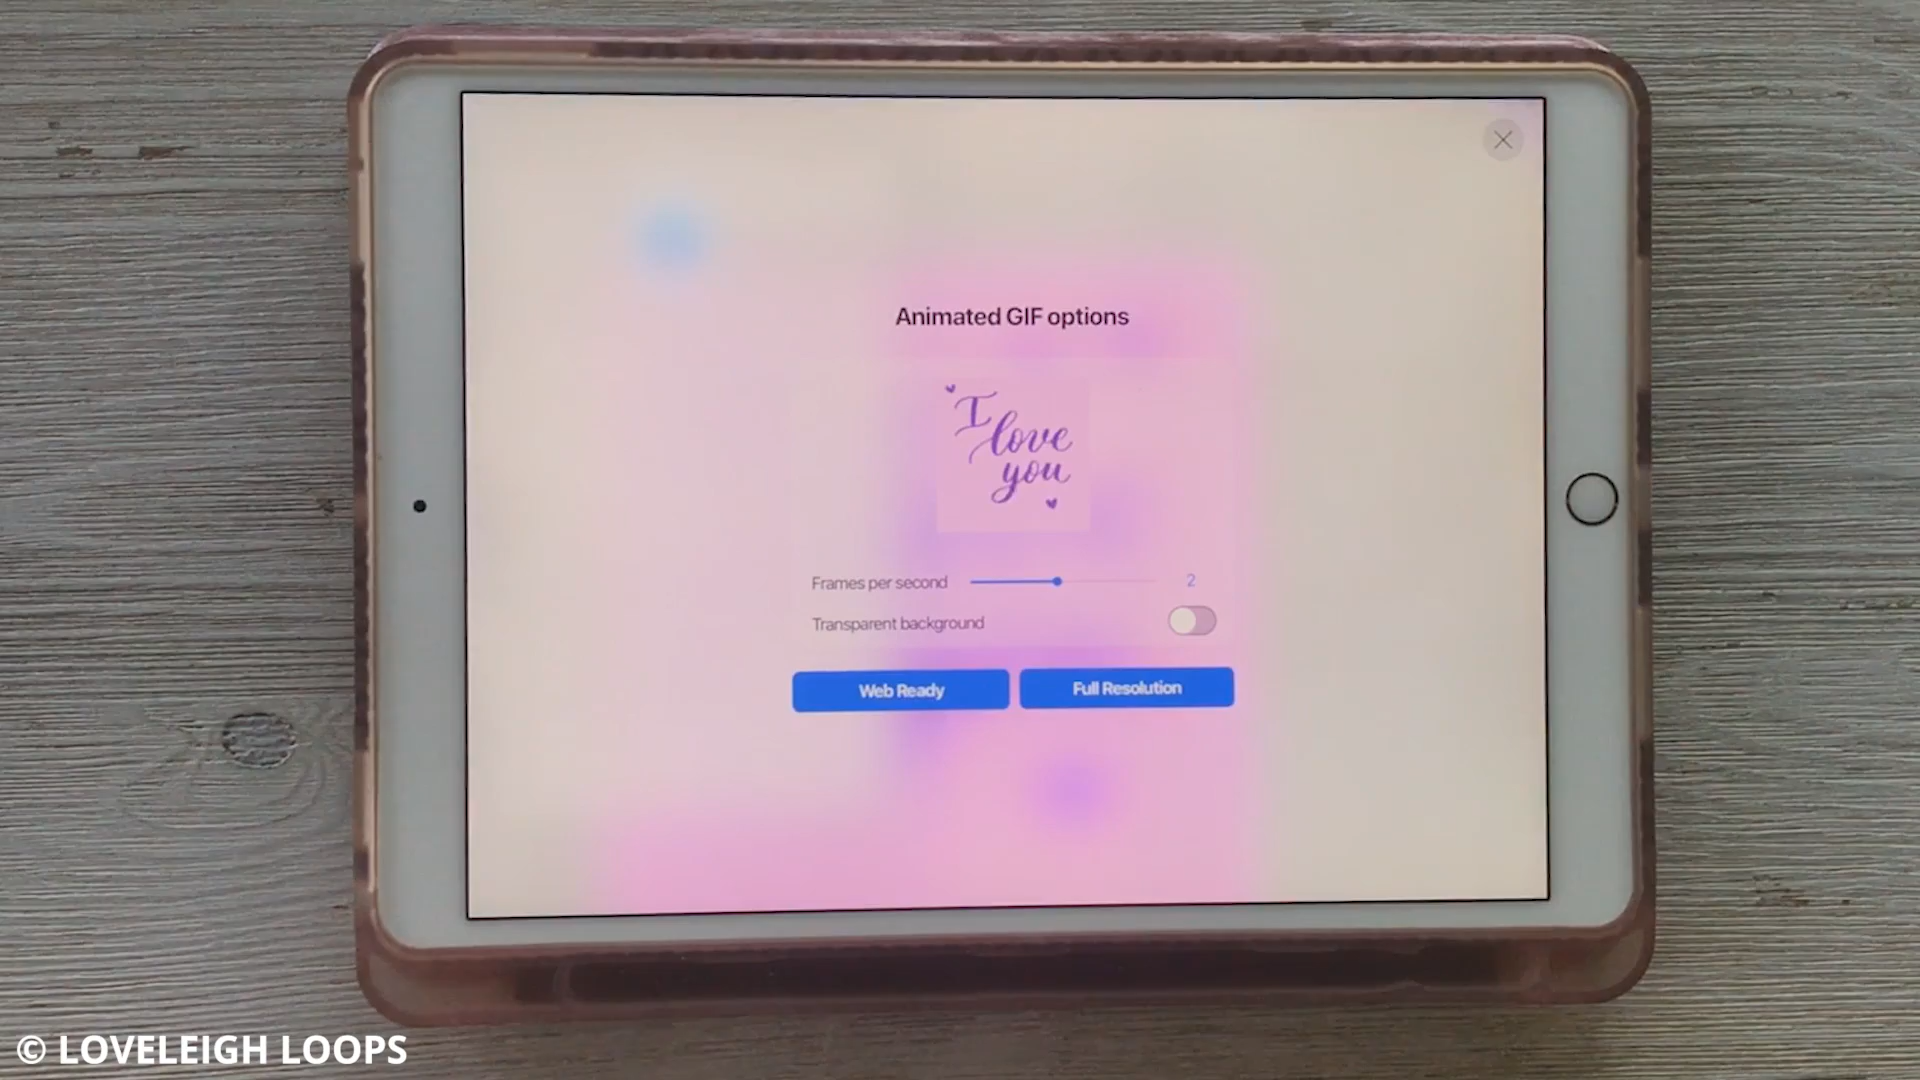 Animated GIF options
I
love
you
Frames per second 2
Transparent background
Web Ready Full Resolution
© LOVELEIGH LOOPS